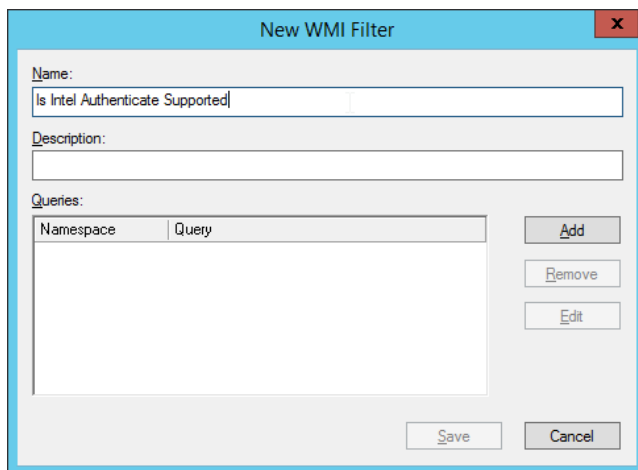 New WMI Filter
x
Name:
Is Intel Authenticate Supported
Description:
Queries:
Namespace Query
Add
Remove
Edit
Save Cancel